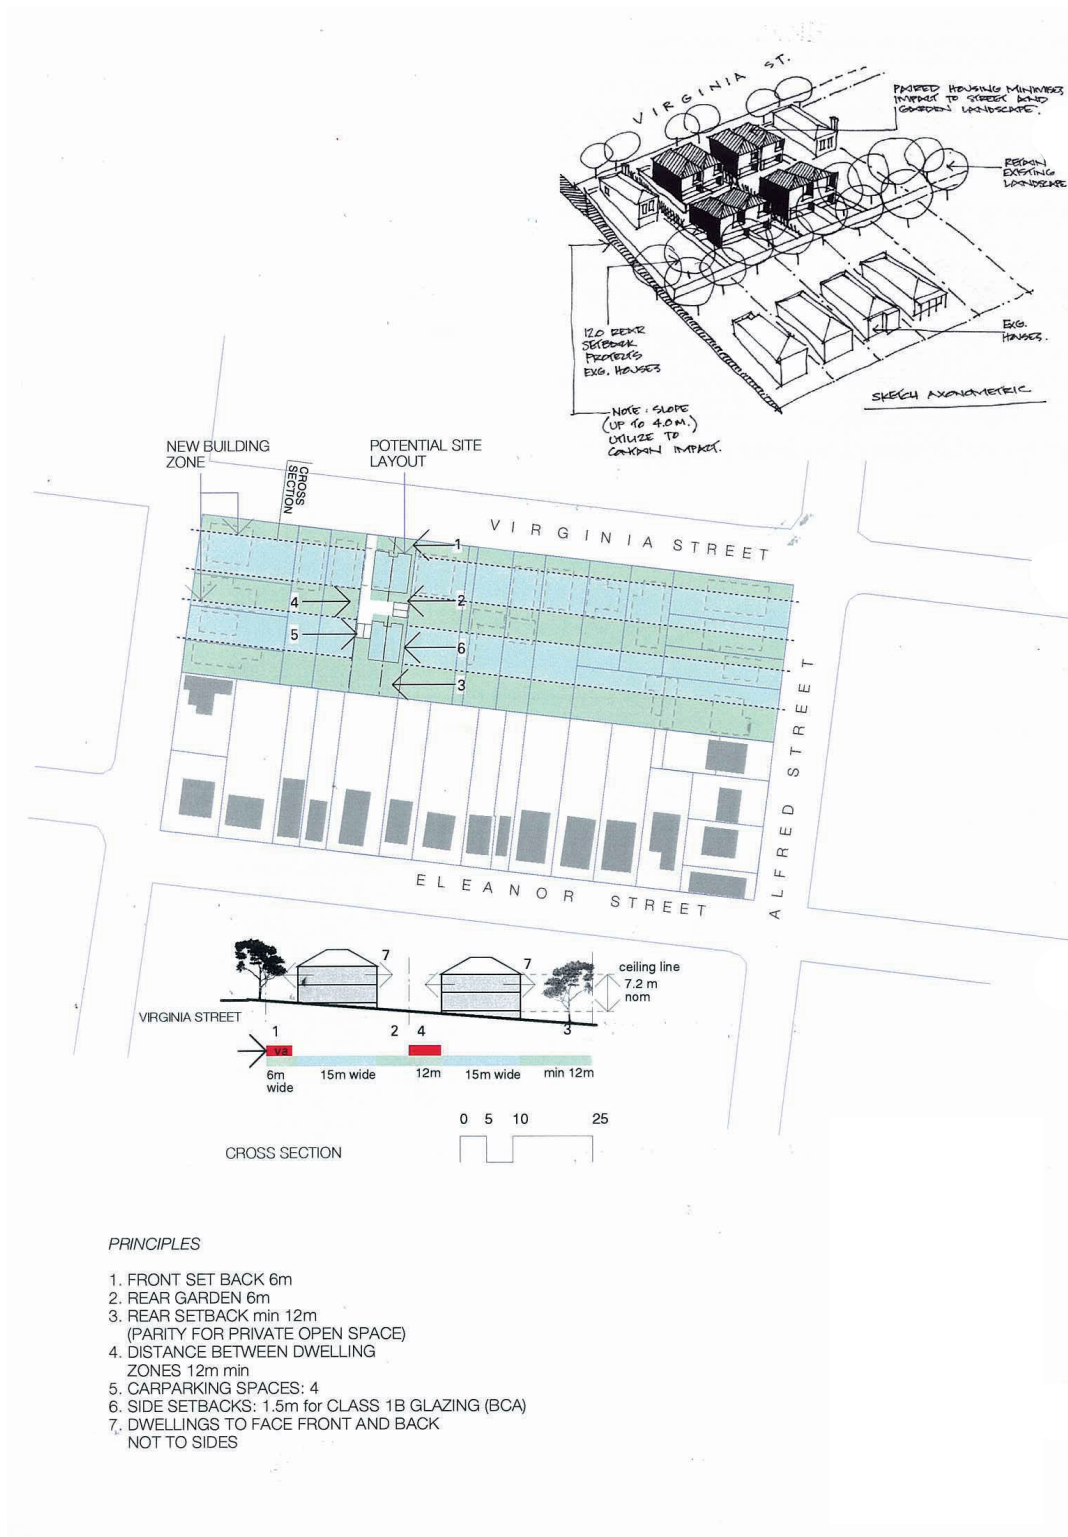 VIRGINIA ST.
PAIRED HOUSING MINIMISES
IMPACT TO STREET AND
GARDEN LANDSCAPE.
RETAIN
EXISTING
LANDSCAPE
12.0 REAR
SETBACK
PROTECTS
EXG. HOUSES
EXG.
HOUSES.
SKETCH AXONOMETRIC
NOTE: SLOPE
(UP TO 4.0M.)
UTILIZE TO
CONTAIN IMPACT.
NEW BUILDING
ZONE
CROSS
SECTION
POTENTIAL SITE
LAYOUT
VIRGINIA STREET
1
4
2
5
6
3
ALFRED STREET
ELEANOR STREET
7
7
ceiling line
7.2 m
nom
VIRGINIA STREET
1
2
4
3
va
6m
wide
15m wide
12m
15m wide
min 12m
0 5 10 25
CROSS SECTION
PRINCIPLES
1. FRONT SET BACK 6m
2. REAR GARDEN 6m
3. REAR SETBACK min 12m
(PARITY FOR PRIVATE OPEN SPACE)
4. DISTANCE BETWEEN DWELLING
ZONES 12m min
5. CARPARKING SPACES: 4
6. SIDE SETBACKS: 1.5m for CLASS 1B GLAZING (BCA)
7. DWELLINGS TO FACE FRONT AND BACK
NOT TO SIDES